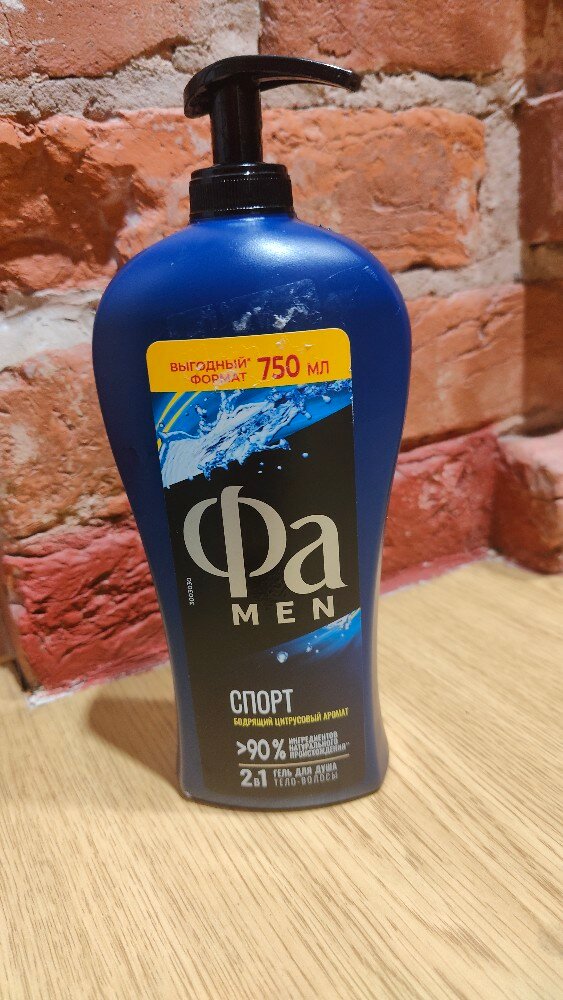 ВЫГОДНЫЙ*
ФОРМАТ 750 МЛ
Фа
MEN
СПОРТ
БОДРЯЩИЙ ЦИТРУСОВЫЙ АРОМАТ
>90% ИНГРЕДИЕНТОВ
НАТУРАЛЬНОГО
ПРОИСХОЖДЕНИЯ**
2в1 ГЕЛЬ ДЛЯ ДУША
ТЕЛО·ВОЛОСЫ